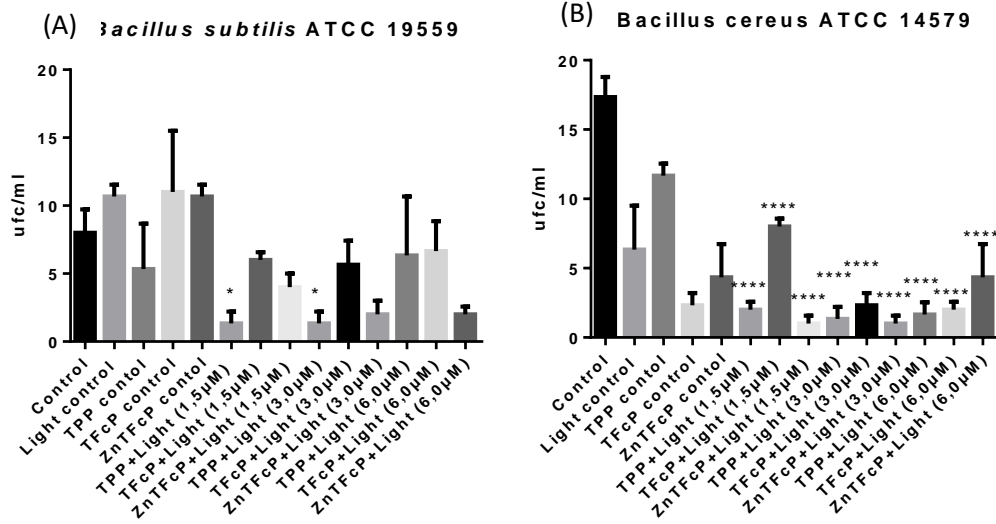 (A)
Bacillus subtilis ATCC 19559
ufc/ml
20
15
10
5
0
Control
Light control
TPP contol
TFcP control
ZnTFcP contol
TPP+Light (1,5µM)
TFcP+Light (1,5µM)
ZnTFcP+Light (1,5µM)
TPP+Light (3,0µM)
TFcP+Light (3,0µM)
ZnTFcP+Light (3,0µM)
TPP+Light (6,0µM)
TFcP+Light (6,0µM)
ZnTFcP+Light (6,0µM)
*
*
(B)
Bacillus cereus ATCC 14579
ufc/ml
20
15
10
5
0
Control
Light control
TPP contol
TFcP control
ZnTFcP contol
TPP+Light (1,5µM)
TFcP+Light (1,5µM)
ZnTFcP+Light (1,5µM)
TPP+Light (3,0µM)
TFcP+Light (3,0µM)
ZnTFcP+Light (3,0µM)
TPP+Light (6,0µM)
TFcP+Light (6,0µM)
ZnTFcP+Light (6,0µM)
****
****
****
****
****
****
****
****
****